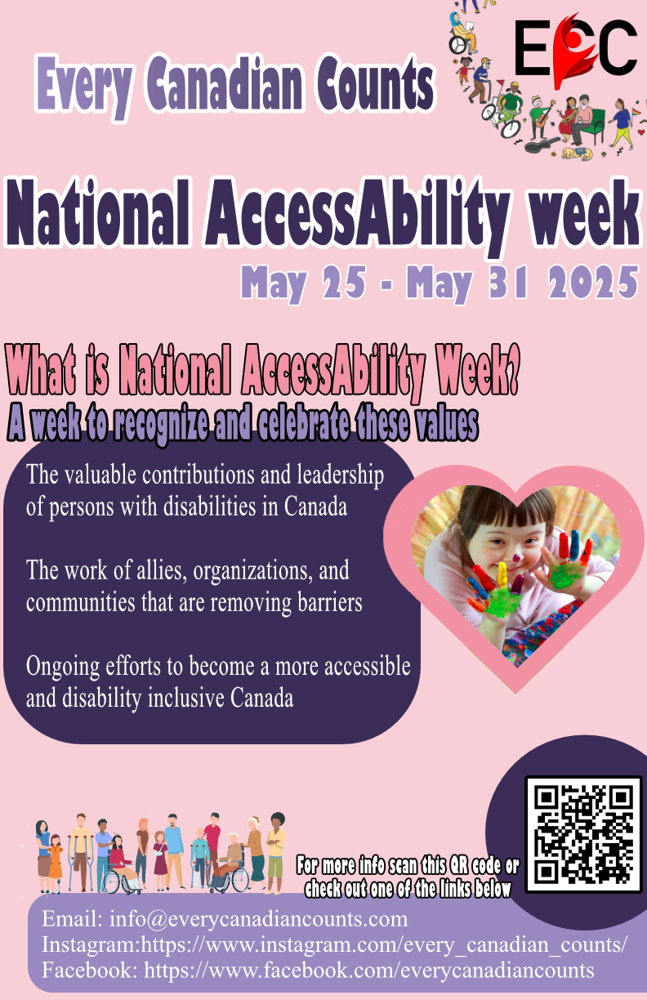 Every Canadian Counts
ECC
National AccessAbility week
May 25 - May 31 2025
What is National AccessAbility Week?
A week to recognize and celebrate these values
The valuable contributions and leadership
of persons with disabilities in Canada
The work of allies, organizations, and
communities that are removing barriers
Ongoing efforts to become a more accessible
and disability inclusive Canada
For more info scan this QR code or
check out one of the links below
Email: info@everycanadiancounts.com
Instagram:https://www.instagram.com/every_canadian_counts/
Facebook: https://www.facebook.com/everycanadiancounts